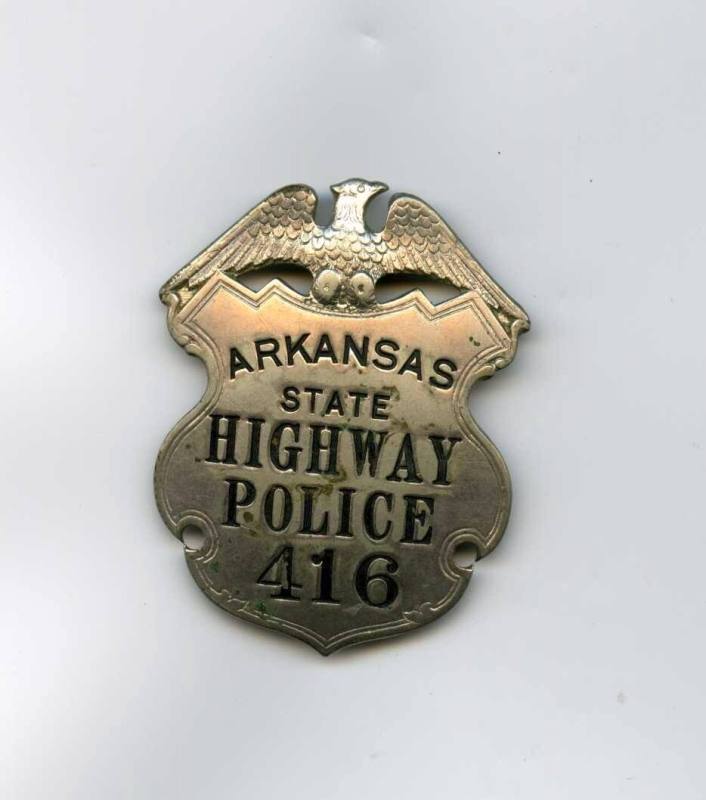 ARKANSAS
STATE
HIGHWAY
POLICE
416